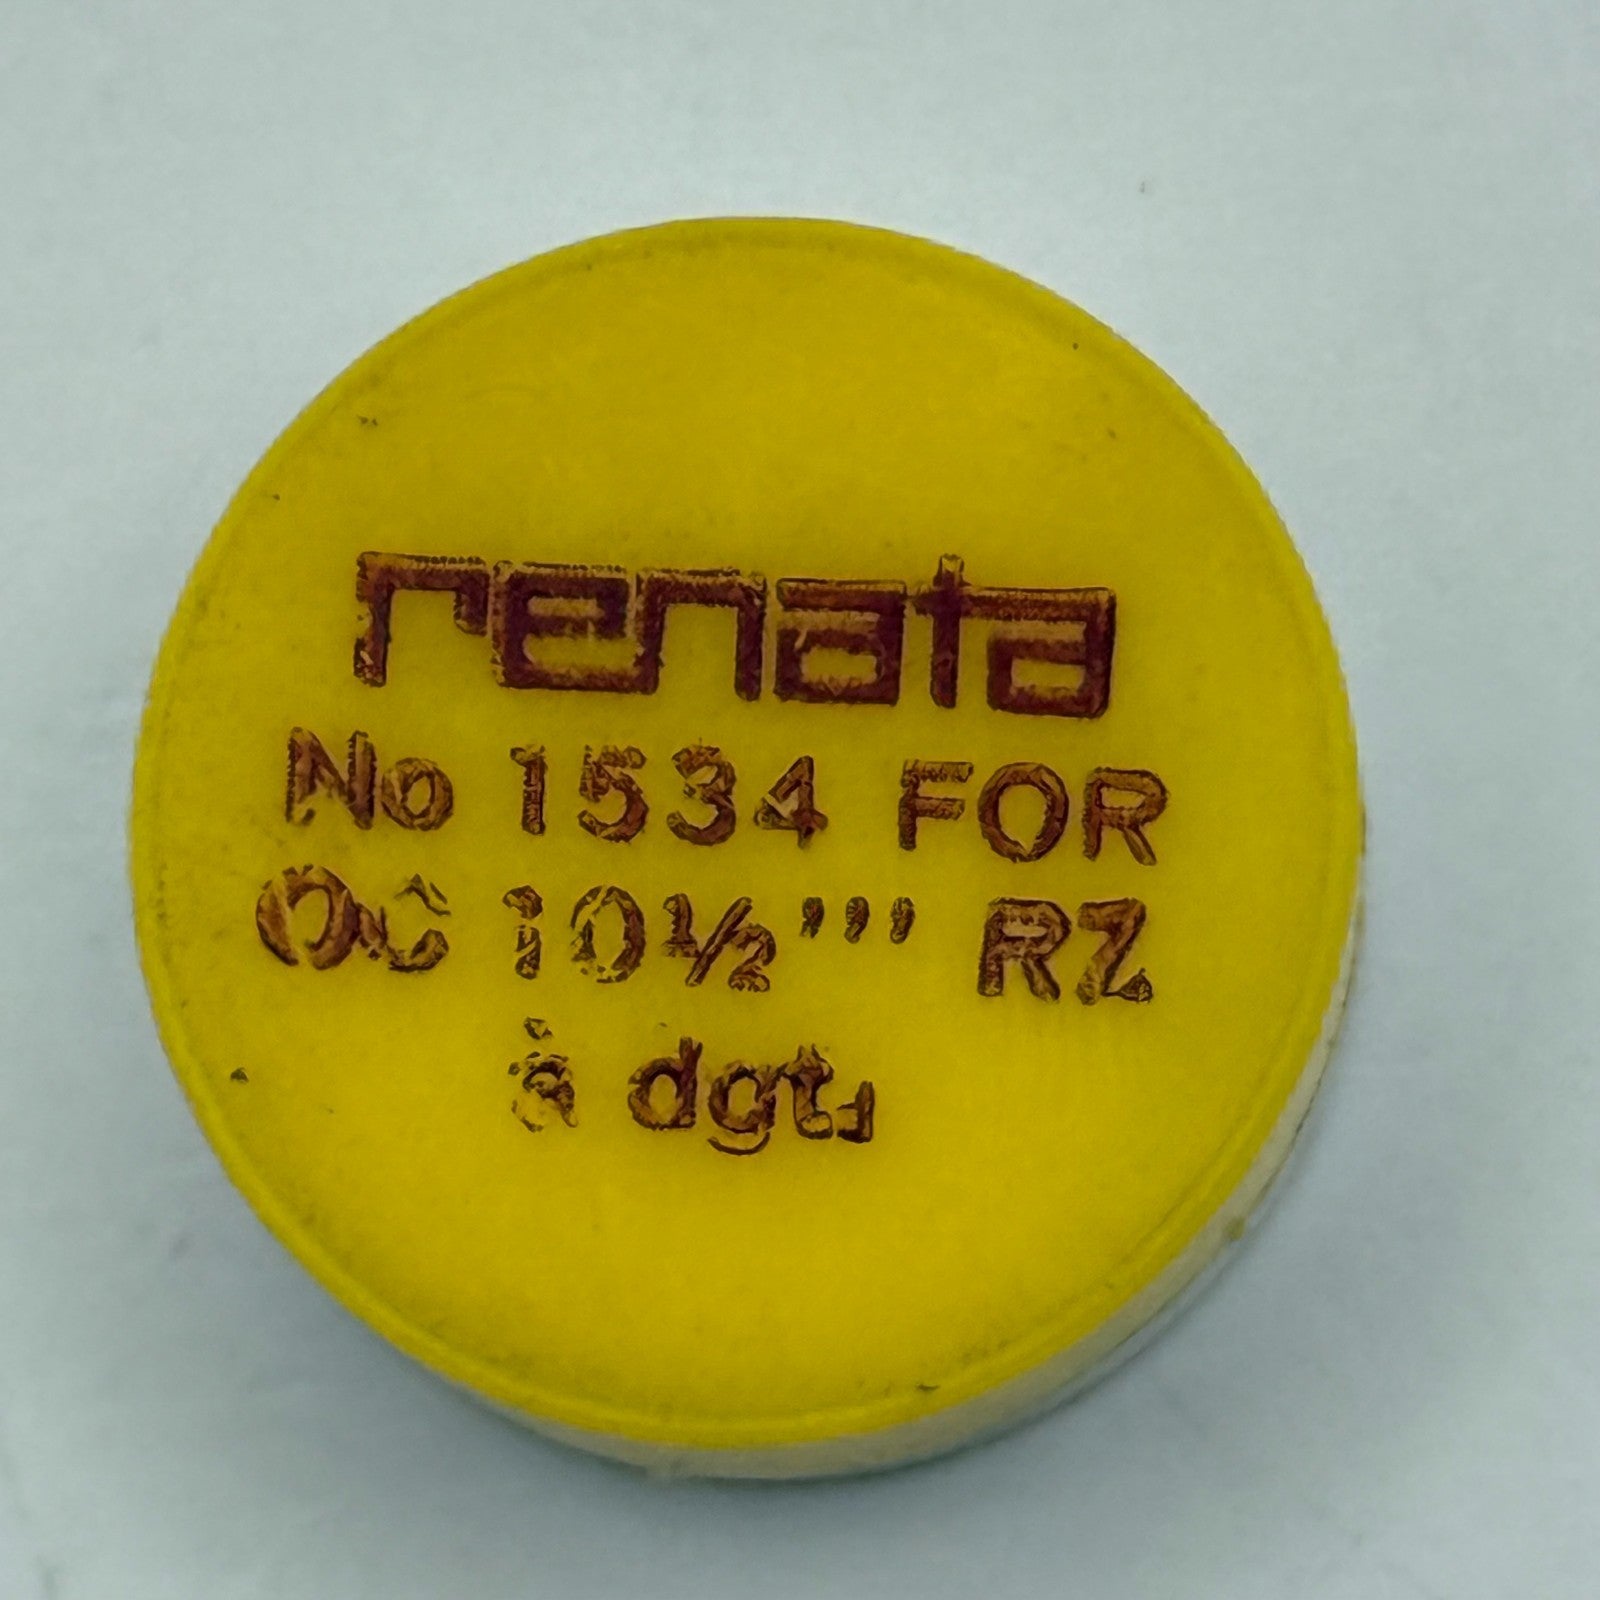 renata
No 1534 FOR
10½''' RZ
à dgt.